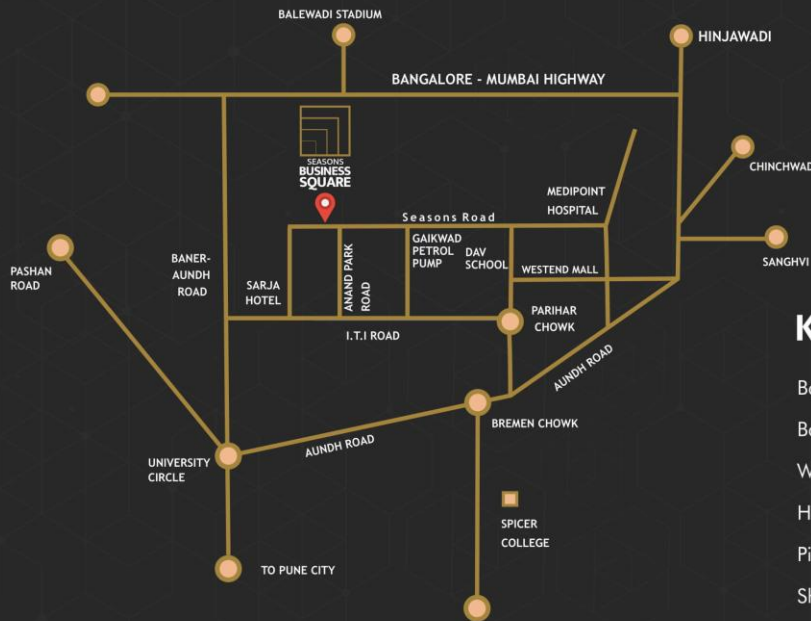 BALEWADI STADIUM
HINJAWADI
BANGALORE - MUMBAI HIGHWAY
SEASONS
BUSINESS
SQUARE
CHINCHWAD
MEDIPOINT
HOSPITAL
Seasons Road
PASHAN
ROAD
BANER-
AUNDH
ROAD
SARJA
HOTEL
ANAND PARK
ROAD
GAIKWAD
PETROL
PUMP
DAV
SCHOOL
WESTEND MALL
SANGHVI
I.T.I ROAD
PARIHAR
CHOWK
AUNDH ROAD
K
Ba
BREMEN CHOWK
AUNDH ROAD
UNIVERSITY
CIRCLE
SPICER
COLLEGE
TO PUNE CITY
W
H
Pi